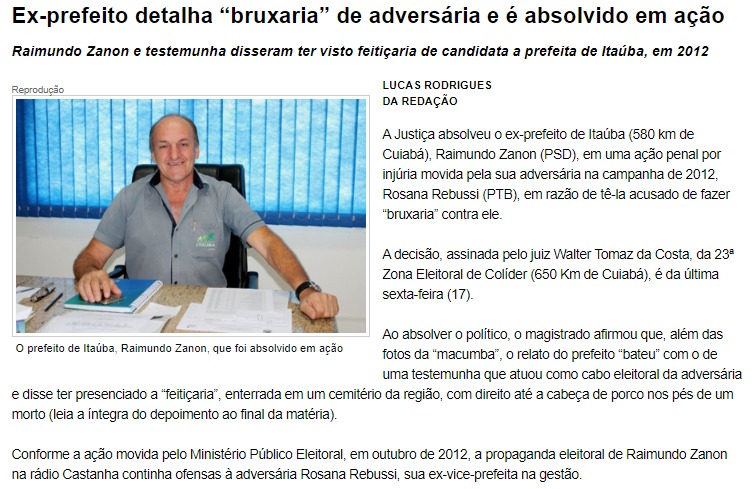 Ex-prefeito detalha “bruxaria” de adversária e é absolvido em ação
Raimundo Zanon e testemunha disseram ter visto feitiçaria de candidata a prefeita de Itaúba, em 2012
Reprodução
O prefeito de Itaúba, Raimundo Zanon, que foi absolvido em ação
LUCAS RODRIGUES
DA REDAÇÃO
A Justiça absolveu o ex-prefeito de Itaúba (580 km de
Cuiabá), Raimundo Zanon (PSD), em uma ação penal por
injúria movida pela sua adversária na campanha de 2012,
Rosana Rebussi (PTB), em razão de tê-la acusado de fazer
“bruxaria” contra ele.
A decisão, assinada pelo juiz Walter Tomaz da Costa, da 23ª
Zona Eleitoral de Colíder (650 Km de Cuiabá), é da última
sexta-feira (17).
Ao absolver o político, o magistrado afirmou que, além das
fotos da “macumba”, o relato do prefeito “bateu” com o de
uma testemunha que atuou como cabo eleitoral da adversária
e disse ter presenciado a “feitiçaria”, enterrada em um cemitério da região, com direito até a cabeça de porco nos pés de um
morto (leia a íntegra do depoimento ao final da matéria).
Conforme a ação movida pelo Ministério Público Eleitoral, em outubro de 2012, a propaganda eleitoral de Raimundo Zanon
na rádio Castanha continha ofensas à adversária Rosana Rebussi, sua ex-vice-prefeita na gestão.